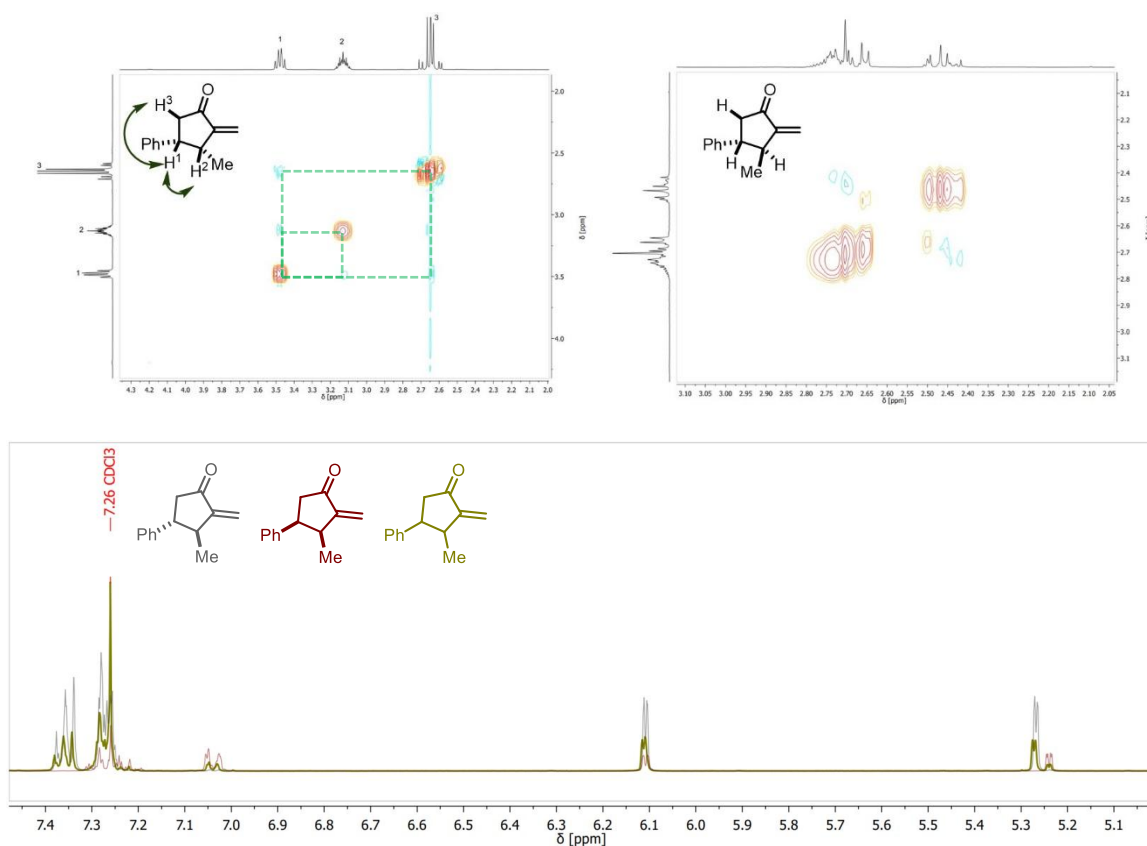 1
2
3
O
H³
Ph
H¹
H²
Me
3
2
1
2.0
2.5
3.0
3.5
4.0
4.3 4.2 4.1 4.0 3.9 3.8 3.7 3.6 3.5 3.4 3.3 3.2 3.1 3.0 2.9 2.8 2.7 2.6 2.5 2.4 2.3 2.2 2.1 2.0
δ [ppm]
H
O
Ph
H
H
Me
2.1
2.2
2.3
2.4
2.5
2.6
2.7
2.8
2.9
3.0
3.1
3.10 3.05 3.00 2.95 2.90 2.85 2.80 2.75 2.70 2.65 2.60 2.55 2.50 2.45 2.40 2.35 2.30 2.25 2.20 2.15 2.10 2.05
δ [ppm]
—7.26 CDCl3
O
Ph
Me
O
Ph
Me
O
Ph
Me
7.4 7.3 7.2 7.1 7.0 6.9 6.8 6.7 6.6 6.5 6.4 6.3 6.2 6.1 6.0 5.9 5.8 5.7 5.6 5.5 5.4 5.3 5.2 5.1
δ [ppm]